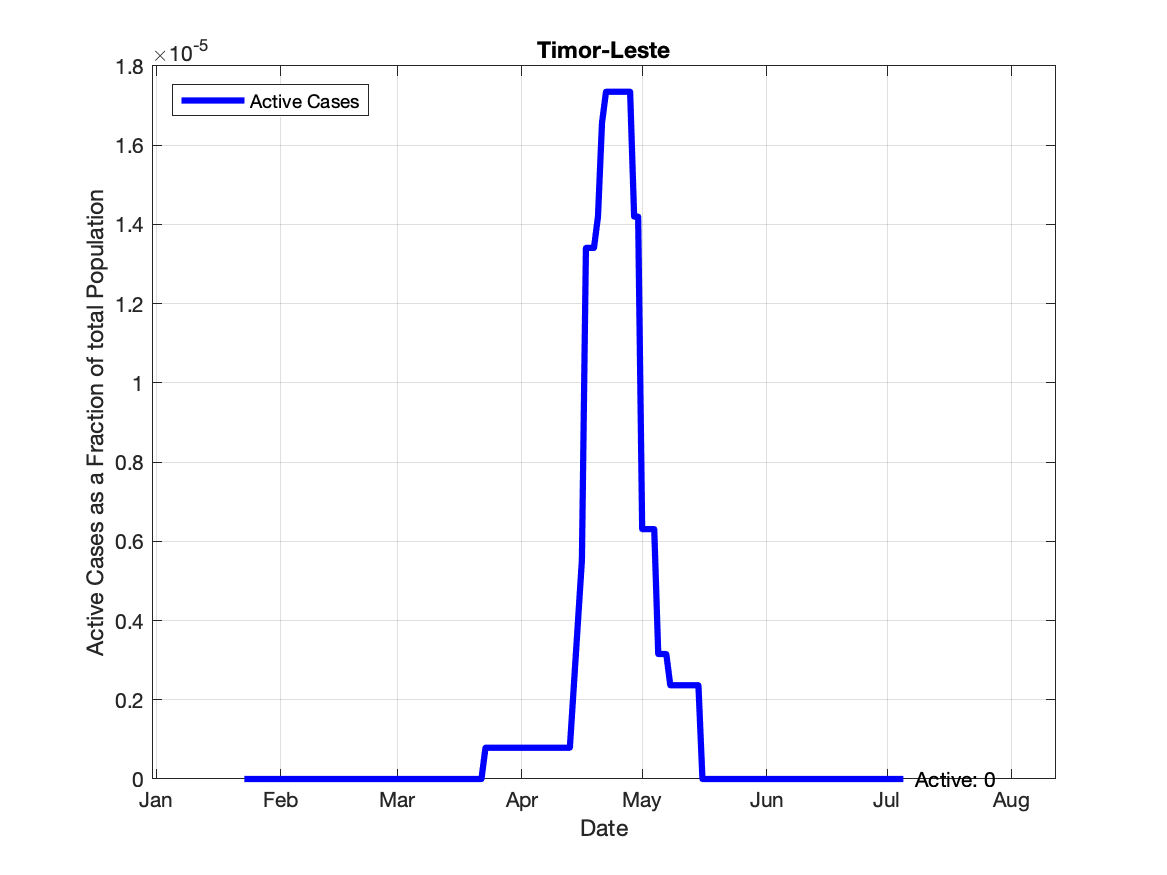 Timor-Leste
×10-5
Active Cases
1.8
1.6
1.4
1.2
1
0.8
0.6
0.4
0.2
0
Active Cases as a Fraction of total Population
Active: 0
Jan Feb Mar Apr May Jun Jul Aug
Date